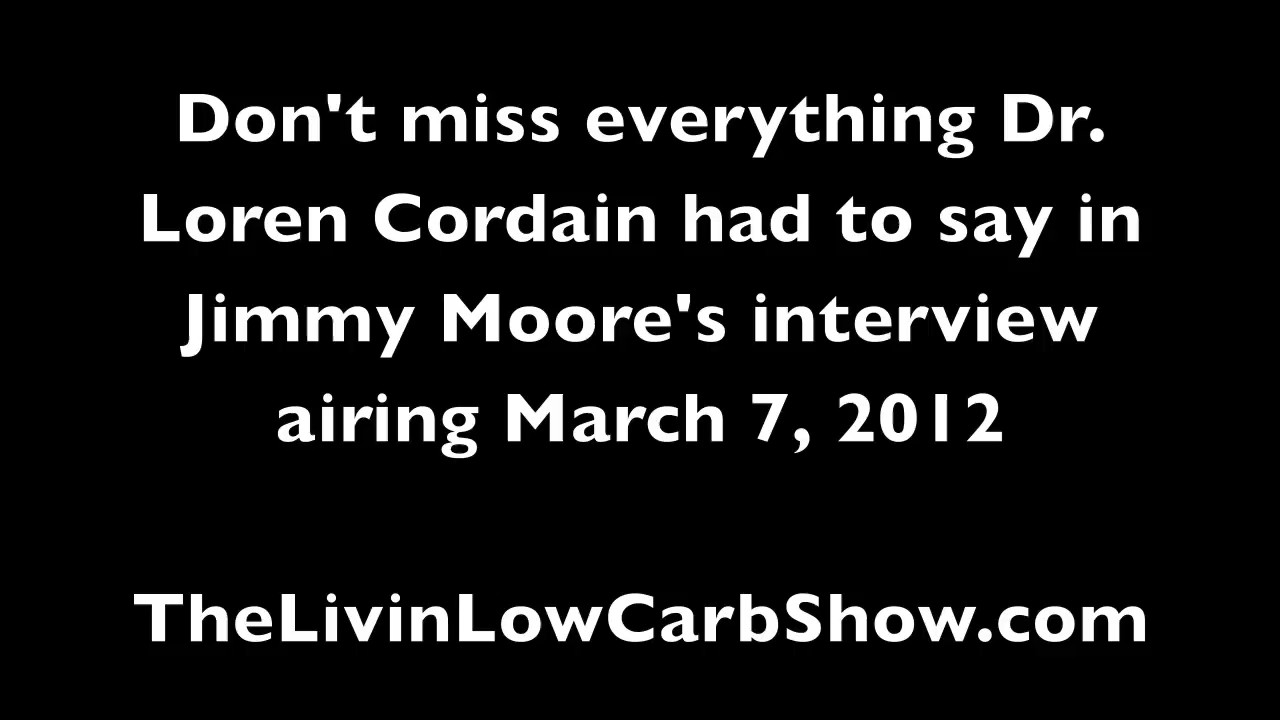 Don't miss everything Dr.
Loren Cordain had to say in
Jimmy Moore's interview
airing March 7, 2012
TheLivinLowCarbShow.com